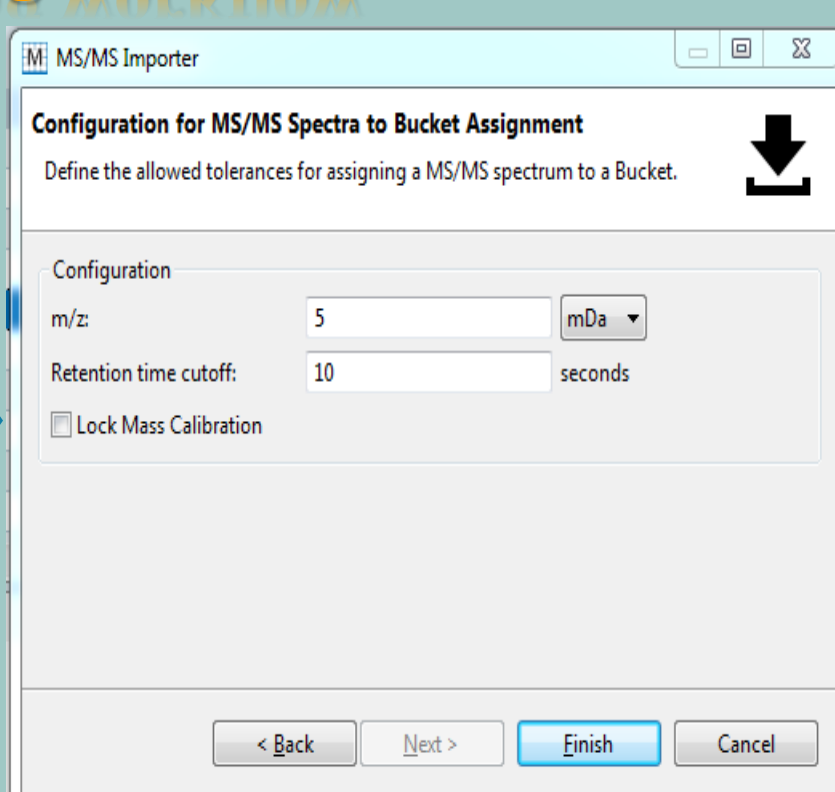 M MS/MS Importer
Configuration for MS/MS Spectra to Bucket Assignment
Define the allowed tolerances for assigning a MS/MS spectrum to a Bucket.
Configuration
m/z: 5 mDa
Retention time cutoff: 10 seconds
Lock Mass Calibration
< Back Next > Finish Cancel